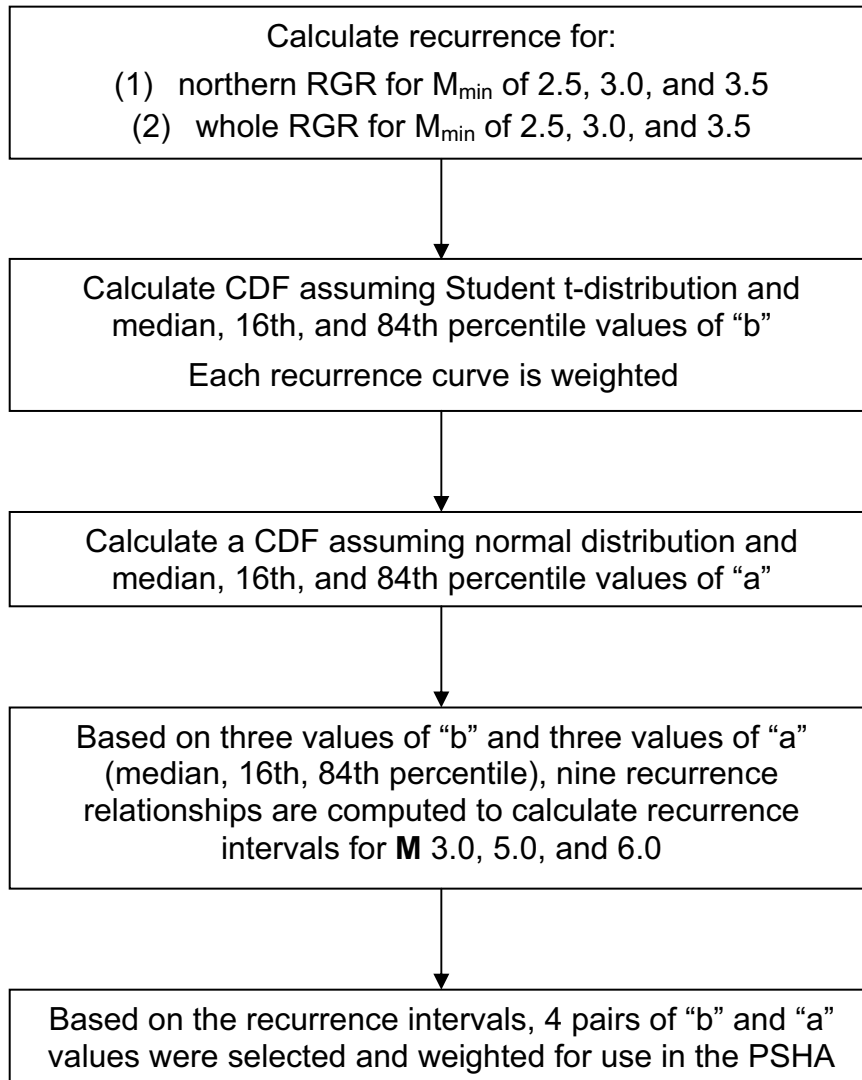 Calculate recurrence for:
(1) northern RGR for Mmin of 2.5, 3.0, and 3.5
(2) whole RGR for Mmin of 2.5, 3.0, and 3.5
Calculate CDF assuming Student t-distribution and
median, 16th, and 84th percentile values of “b”
Each recurrence curve is weighted
Calculate a CDF assuming normal distribution and
median, 16th, and 84th percentile values of “a”
Based on three values of “b” and three values of “a”
(median, 16th, 84th percentile), nine recurrence
relationships are computed to calculate recurrence
intervals for M 3.0, 5.0, and 6.0
Based on the recurrence intervals, 4 pairs of “b” and “a”
values were selected and weighted for use in the PSHA